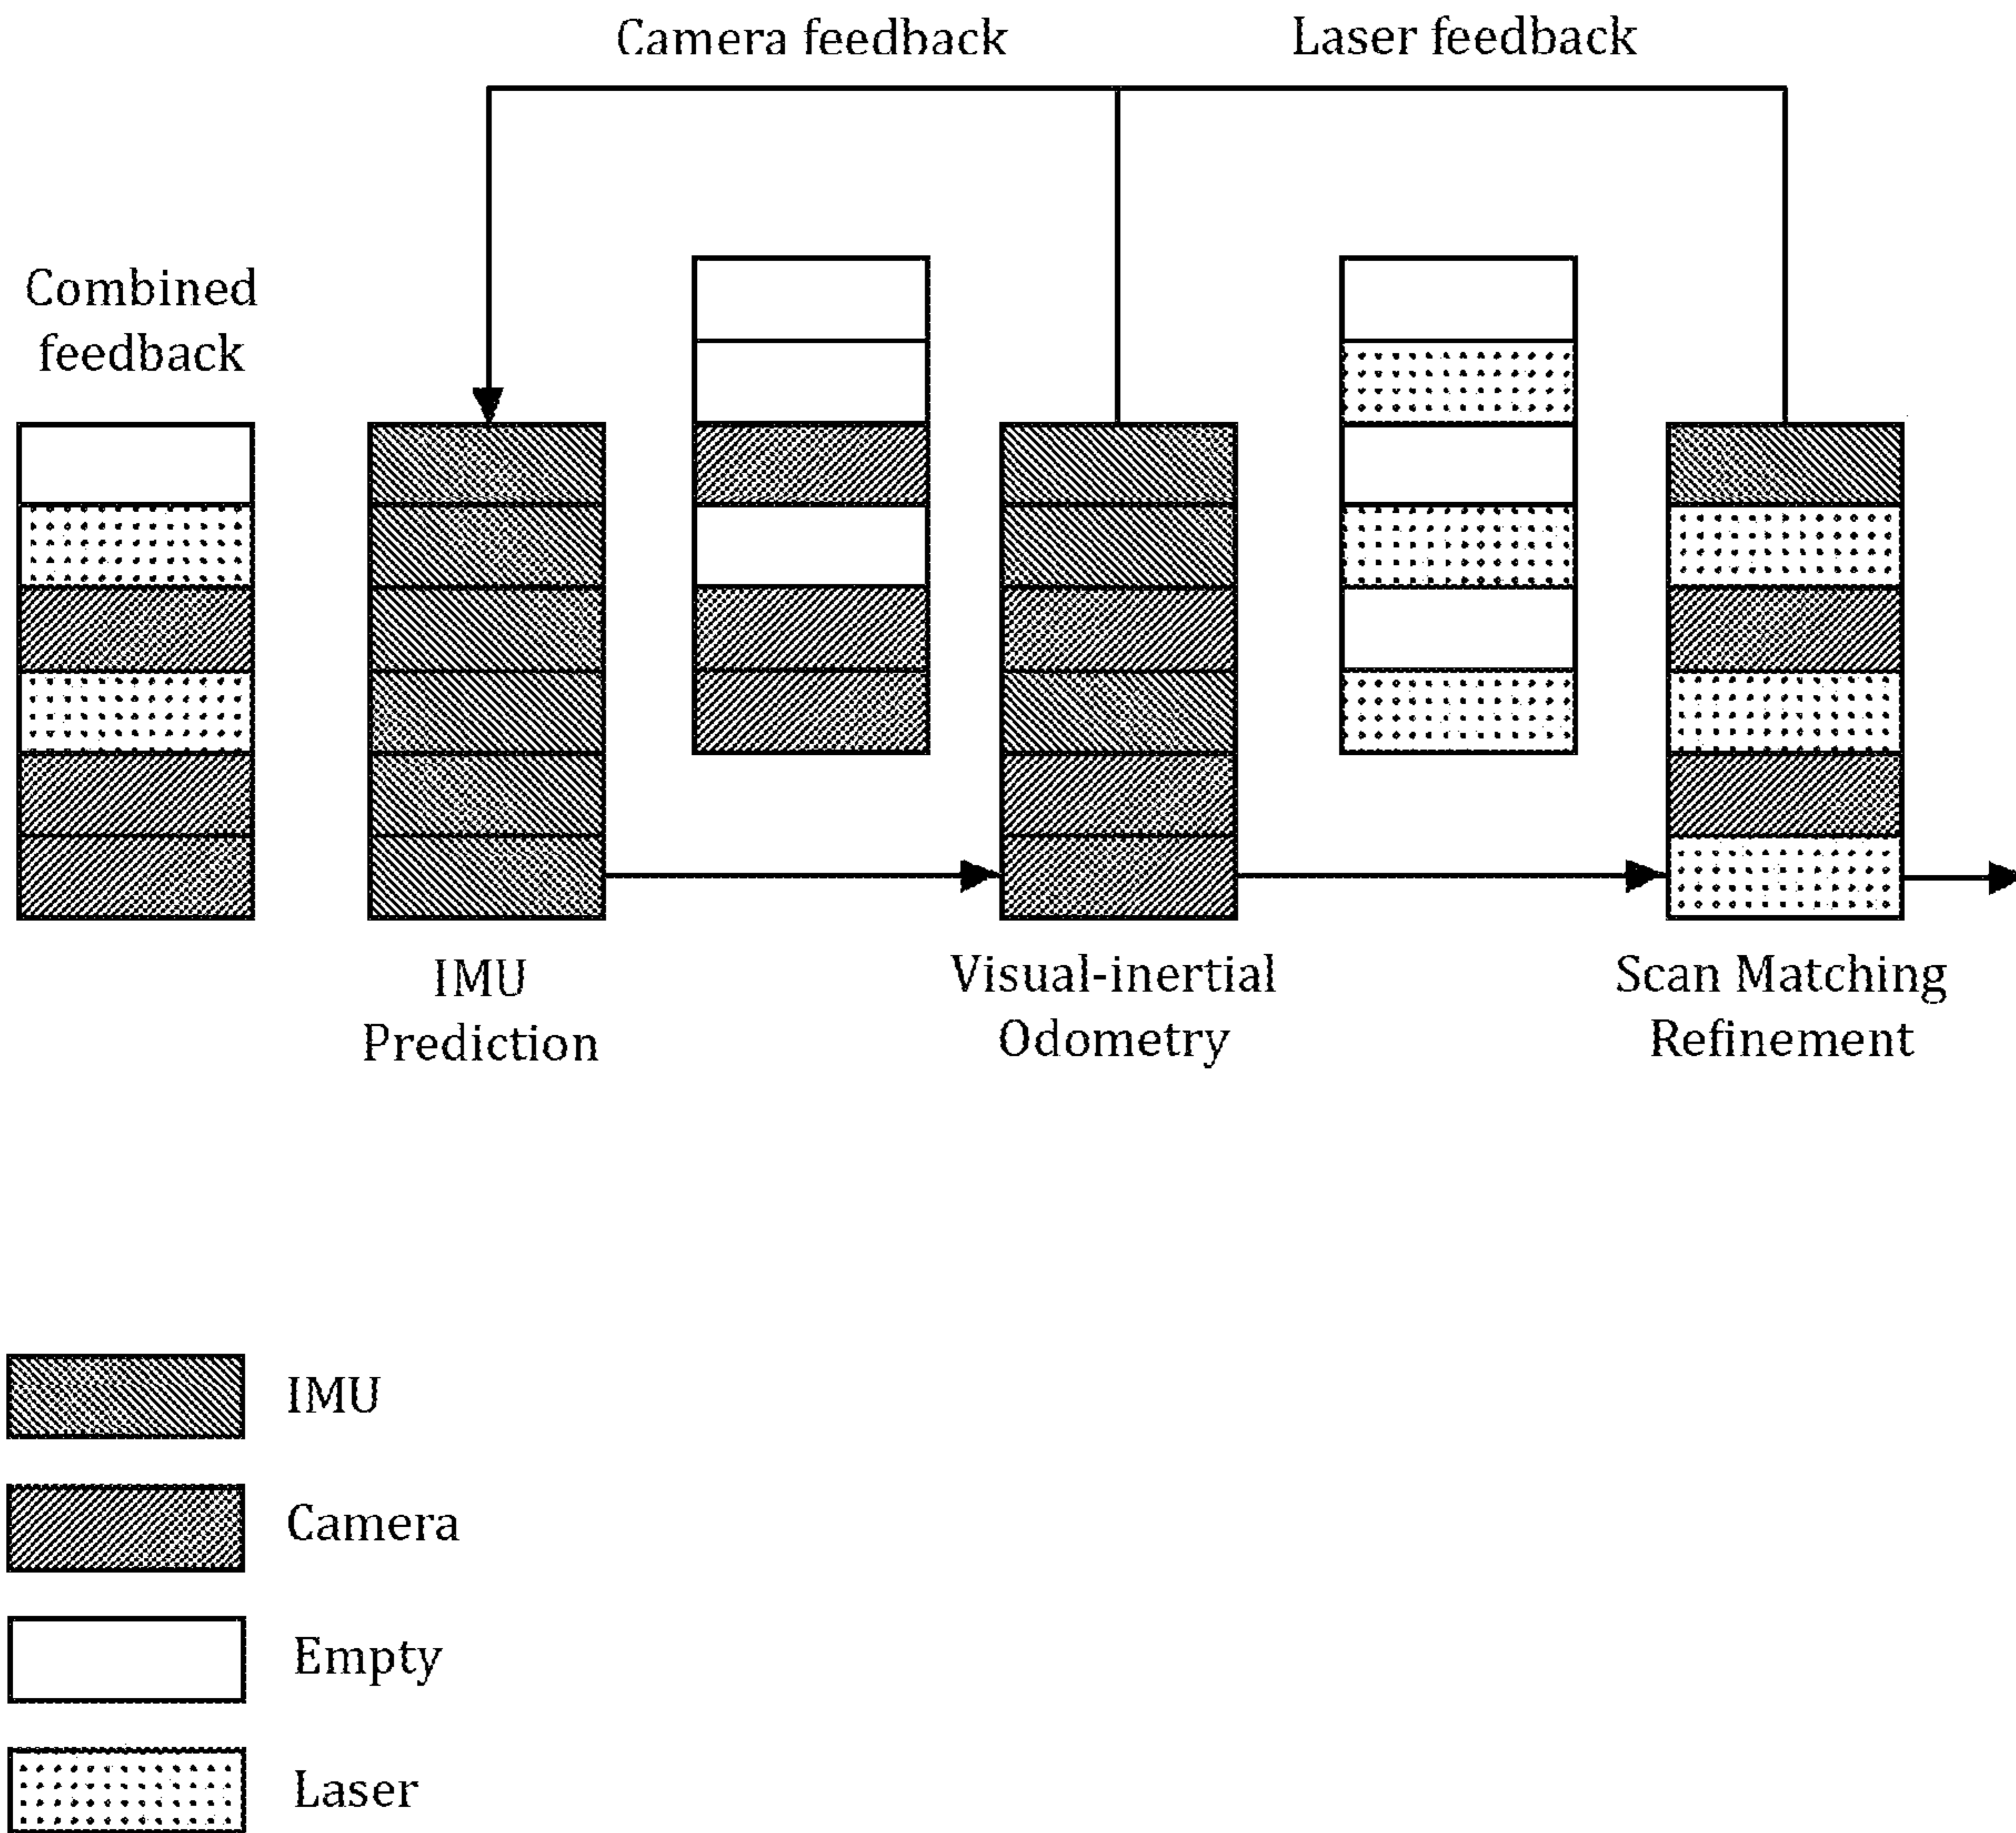 Camera feedback
Laser feedback
Combined
feedback
IMU
Prediction
Visual-inertial
Odometry
Scan Matching
Refinement
IMU
Camera
Empty
Laser